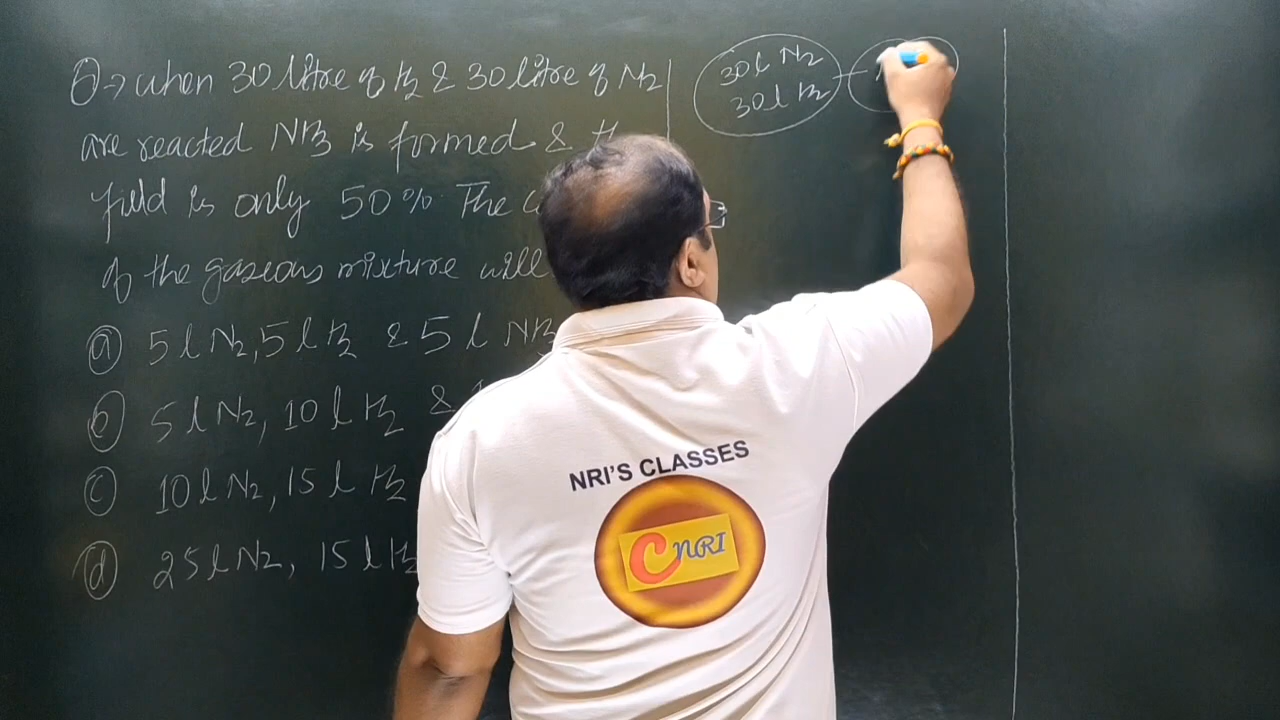 Q→ when 30 litre of H2 & 30 litre of N2
are reacted NH3 is formed &
yield is only 50%. The
of the gaseous mixture will
(a) 5 l N2, 5 l H2 & 5 l NH3
(b) 5 l N2, 10 l H2 &
(c) 10 l N2, 15 l H2
(d) 25 l N2, 15 l H2
30 l N2
30 l H2
NRI'S CLASSES
CNRI